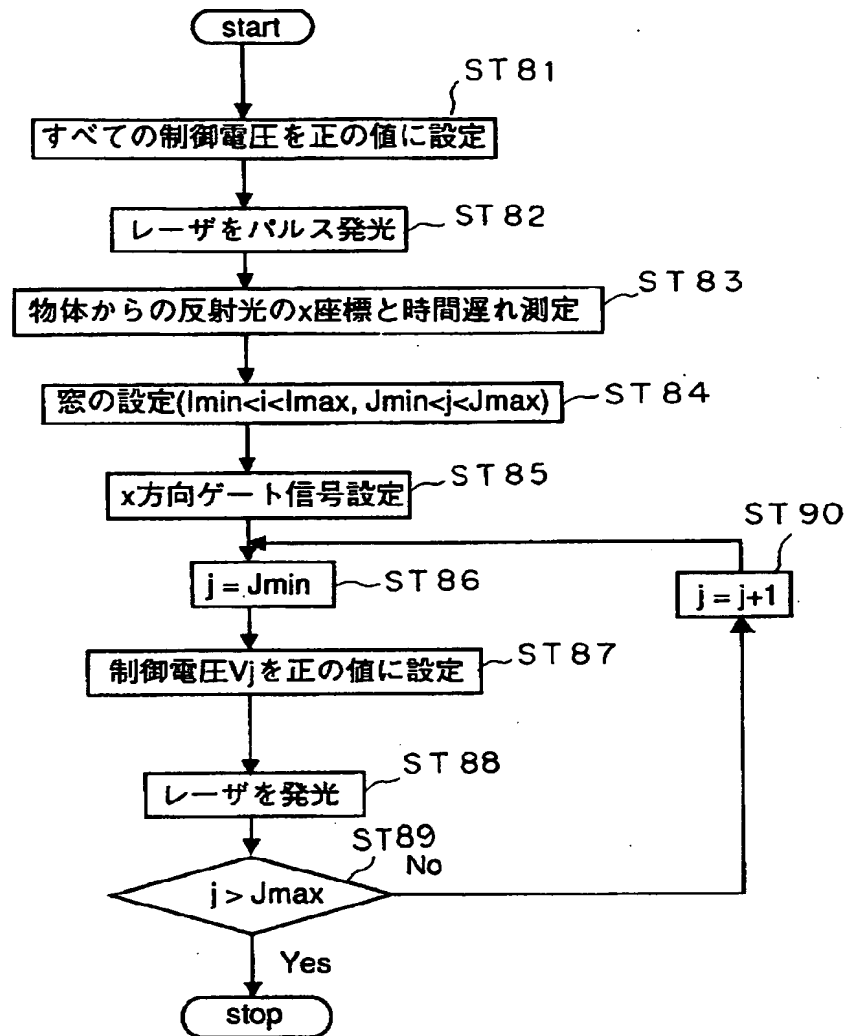 start
ST81
すべての制御電圧を正の値に設定
レーザをパルス発光
ST82
物体からの反射光のx座標と時間遅れ測定
ST83
窓の設定(Imin<i<Imax, Jmin<j<Jmax)
ST84
x方向ゲート信号設定
ST85
j = Jmin
ST86
ST90
j = j+1
制御電圧Vjを正の値に設定
ST87
レーザを発光
ST88
ST89
No
j > Jmax
Yes
stop